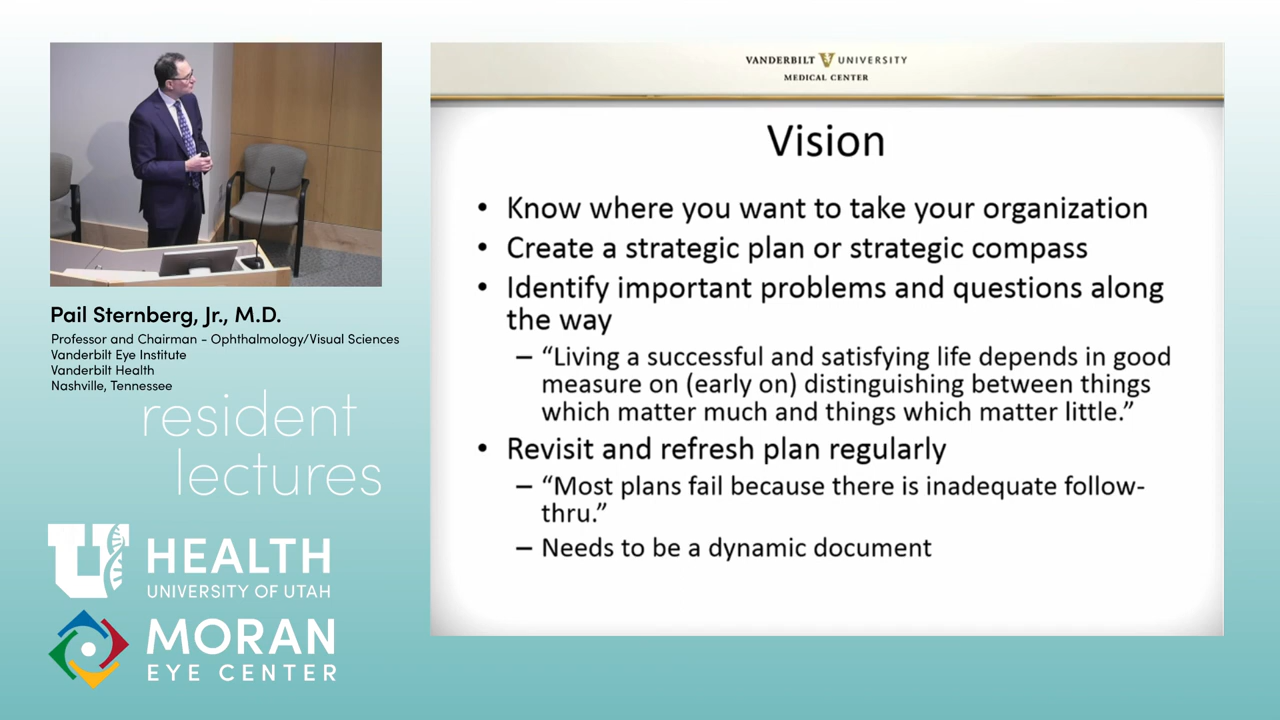 VANDERBILT UNIVERSITY
MEDICAL CENTER
Vision
• Know where you want to take your organization
• Create a strategic plan or strategic compass
• Identify important problems and questions along
the way
– “Living a successful and satisfying life depends in good
measure on (early on) distinguishing between things
which matter much and things which matter little.”
• Revisit and refresh plan regularly
– “Most plans fail because there is inadequate follow-
thru.”
– Needs to be a dynamic document
Pail Sternberg, Jr., M.D.
Professor and Chairman - Ophthalmology/Visual Sciences
Vanderbilt Eye Institute
Vanderbilt Health
Nashville, Tennessee
resident
lectures
U HEALTH
UNIVERSITY OF UTAH
MORAN
EYE CENTER